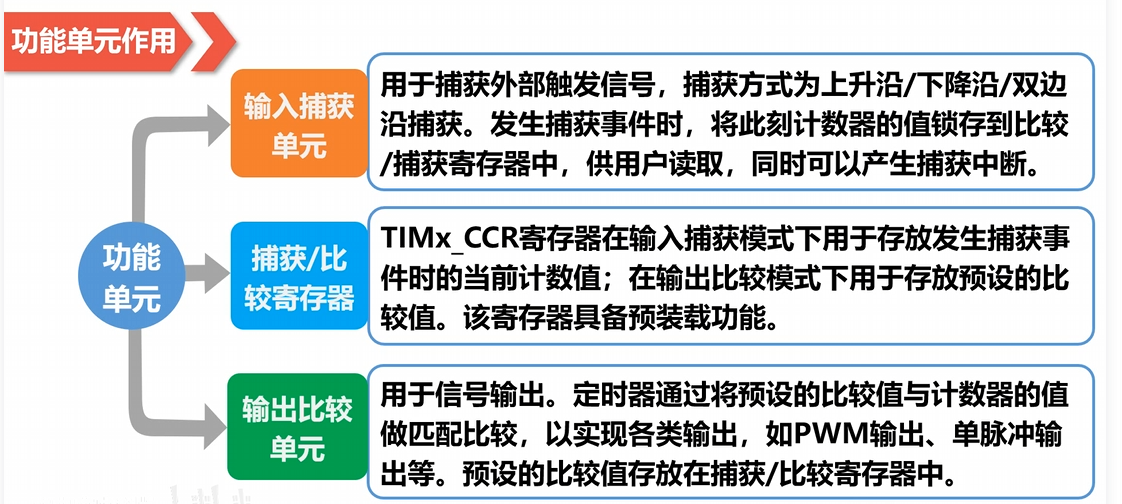 功能单元作用
输入捕获
单元
用于捕获外部触发信号，捕获方式为上升沿/下降沿/双边
沿捕获。发生捕获事件时，将此刻计数器的值锁存到比较
/捕获寄存器中，供用户读取，同时可以产生捕获中断。
功能
单元
捕获/比
较寄存器
TIMx_CCR寄存器在输入捕获模式下用于存放发生捕获事
件时的当前计数值；在输出比较模式下用于存放预设的比
较值。该寄存器具备预装载功能。
输出比较
单元
用于信号输出。定时器通过将预设的比较值与计数器的值
做匹配比较，以实现各类输出，如PWM输出、单脉冲输
出等。预设的比较值存放在捕获/比较寄存器中。